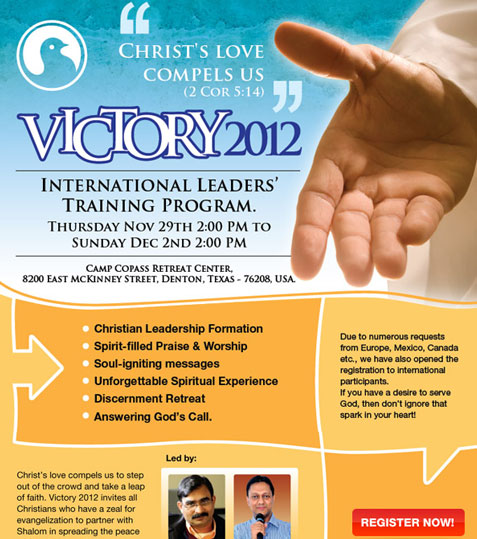 “
CHRIST'S LOVE
COMPELS US
(2 COR 5:14)
”
VICTORY 2012
INTERNATIONAL LEADERS’
TRAINING PROGRAM.
THURSDAY NOV 29TH 2:00 PM TO
SUNDAY DEC 2ND 2:00 PM
CAMP COPASS RETREAT CENTER,
8200 EAST MCKINNEY STREET, DENTON, TEXAS - 76208, USA.
Christian Leadership Formation
Spirit-filled Praise & Worship
Soul-igniting messages
Unforgettable Spiritual Experience
Discernment Retreat
Answering God’s Call.
Due to numerous requests
from Europe, Mexico, Canada
etc., we have also opened the
registration to international
participants.
If you have a desire to serve
God, then don’t ignore that
spark in your heart!
Christ’s love compels us to step
out of the crowd and take a leap
of faith. Victory 2012 invites all
Christians who have a zeal for
evangelization to partner with
Shalom in spreading the peace
Led by:
REGISTER NOW!